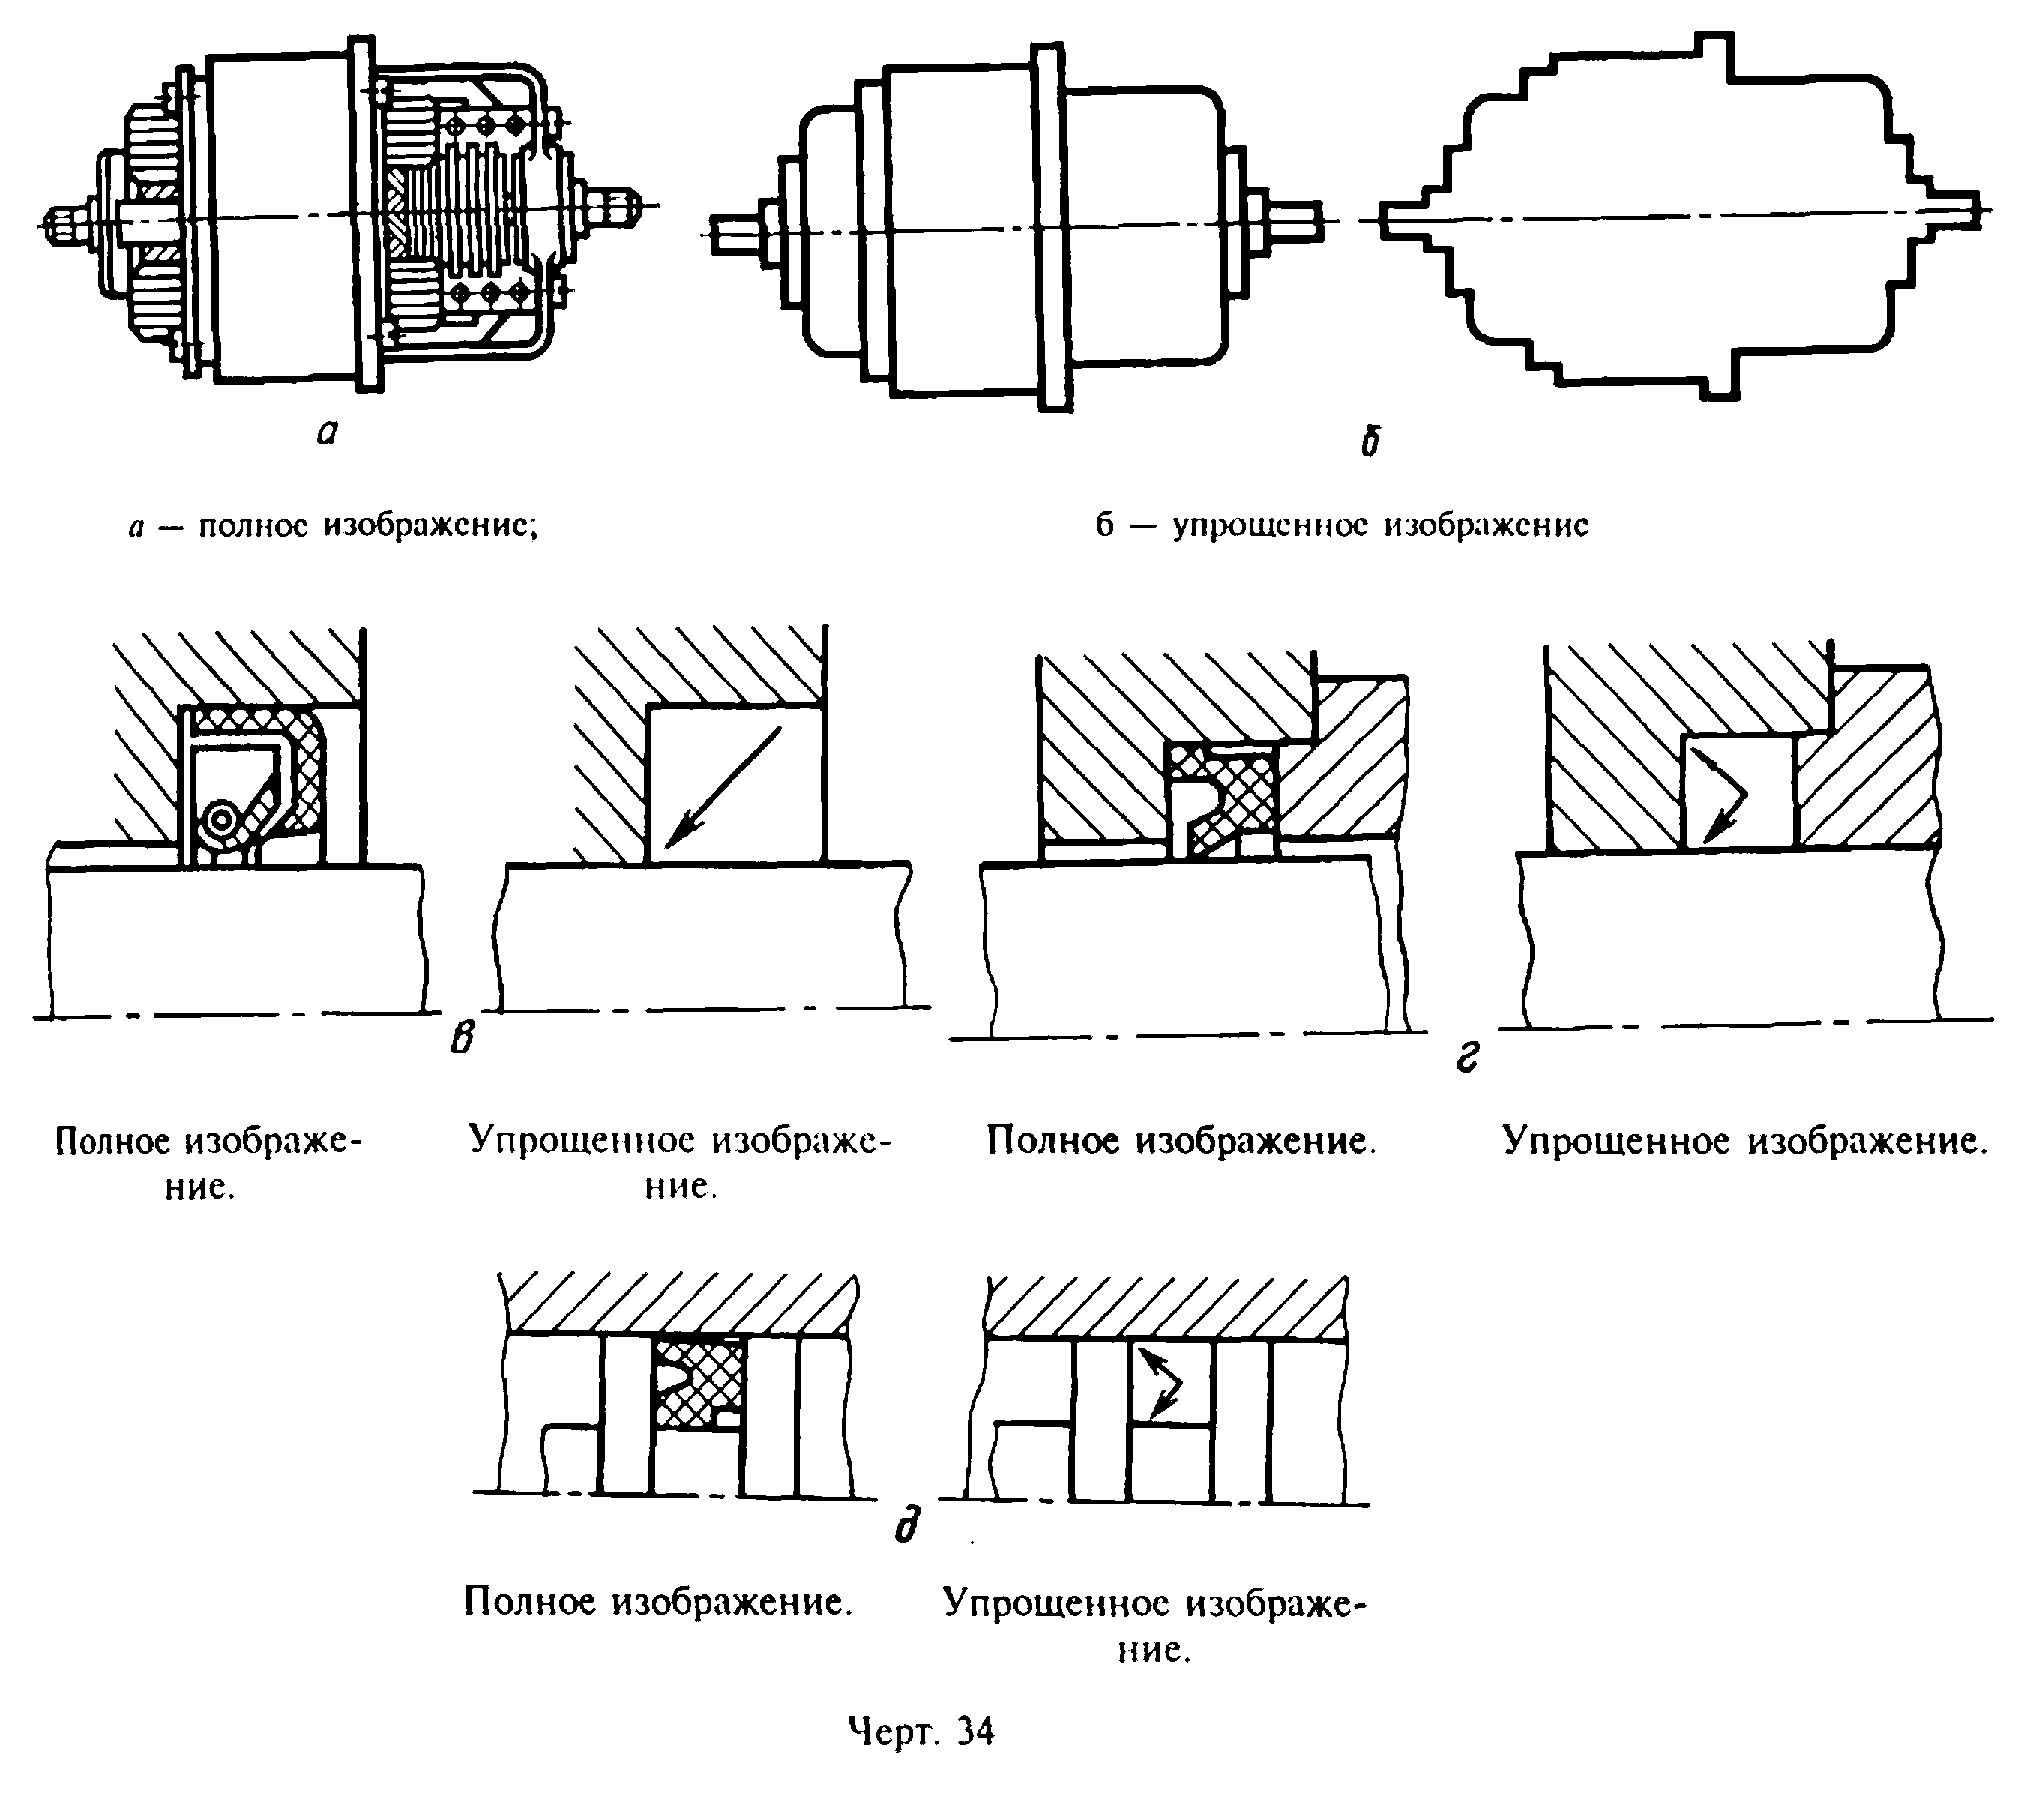 а
б
а — полное изображение;
б — упрощенное изображение
в
г
Полное изображе-
ние.
Упрощенное изображе-
ние.
Полное изображение.
Упрощенное изображение.
д
Полное изображение.
Упрощенное изображе-
ние.
Черт. 34